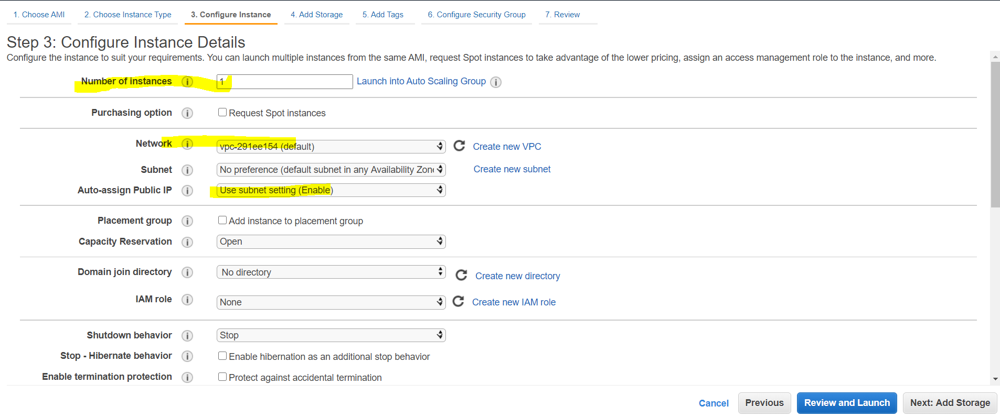 1. Choose AMI 2. Choose Instance Type 3. Configure Instance 4. Add Storage 5. Add Tags 6. Configure Security Group 7. Review
Step 3: Configure Instance Details
Configure the instance to suit your requirements. You can launch multiple instances from the same AMI, request Spot instances to take advantage of the lower pricing, assign an access management role to the instance, and more.
Number of instances i 1 Launch into Auto Scaling Group i
Purchasing option i Request Spot instances
Network i vpc-291ee154 (default) Create new VPC
Subnet i No preference (default subnet in any Availability Zone Create new subnet
Auto-assign Public IP i Use subnet setting (Enable)
Placement group i Add instance to placement group
Capacity Reservation i Open
Domain join directory i No directory Create new directory
IAM role i None Create new IAM role
Shutdown behavior i Stop
Stop - Hibernate behavior i Enable hibernation as an additional stop behavior
Enable termination protection i Protect against accidental termination
Cancel Previous Review and Launch Next: Add Storage